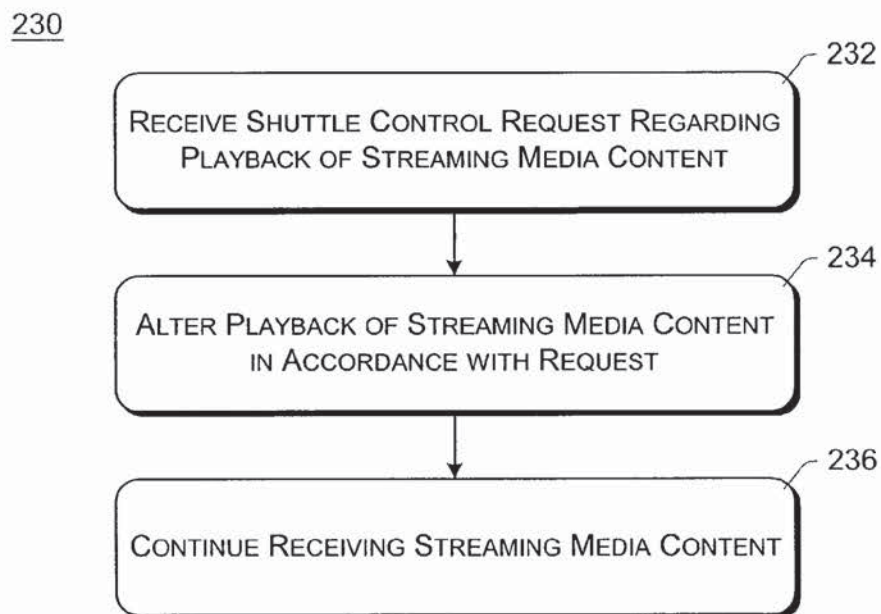 230
232
RECEIVE SHUTTLE CONTROL REQUEST REGARDING
PLAYBACK OF STREAMING MEDIA CONTENT
234
ALTER PLAYBACK OF STREAMING MEDIA CONTENT
IN ACCORDANCE WITH REQUEST
236
CONTINUE RECEIVING STREAMING MEDIA CONTENT